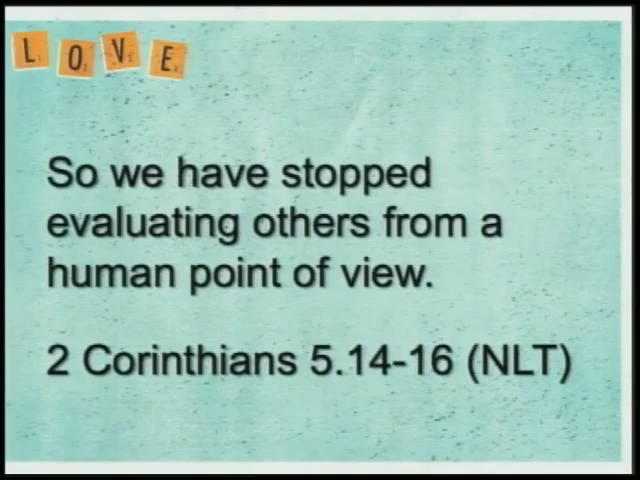 LOVE
So we have stopped
evaluating others from a
human point of view.
2 Corinthians 5.14-16 (NLT)